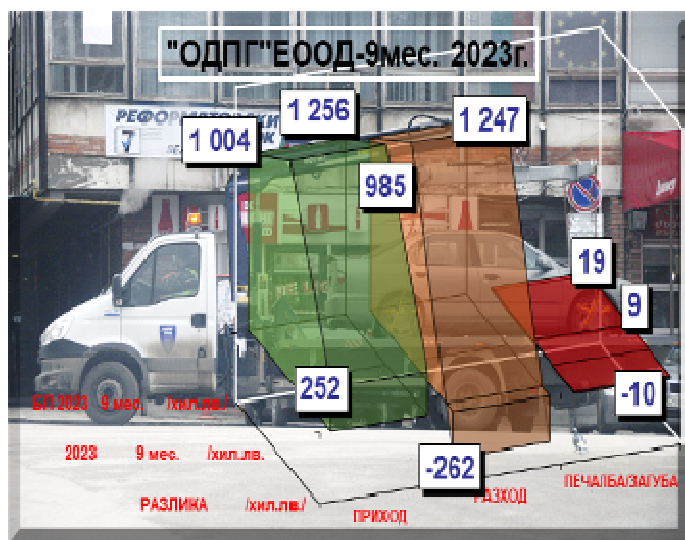 "ОДПГ"ЕООД-9мес. 2023г.
1 004
1 256
1 247
985
19
9
252
-10
-262
БП 2023 9 мес. /хил.лв./
2023 9 мес. /хил.лв.
РАЗЛИКА /хил.лв./
ПРИХОД
РАЗХОД
ПЕЧАЛБА/ЗАГУБА